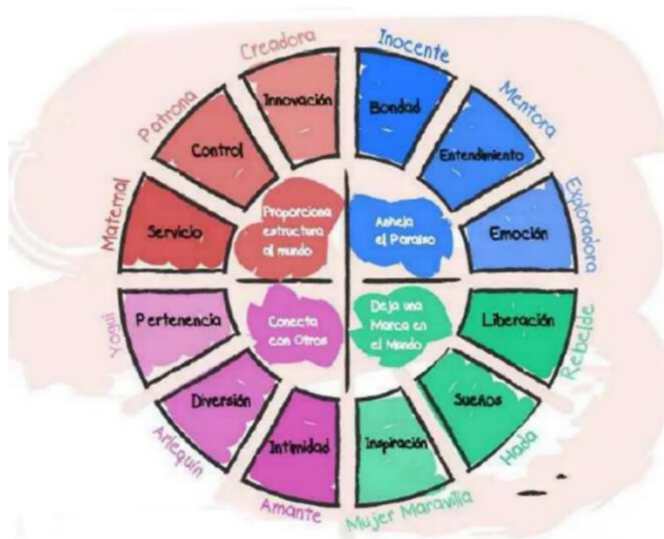 Creadora
Inocente
Patrona
Mentora
Maternal
Exploradora
Innovación
Bondad
Control
Entendimiento
Servicio
Emoción
Proporciona
estructura
al mundo
Anhela
el Paraíso
Conecta
con Otros
Deja una
Marca en
el Mundo
Pertenencia
Liberación
Diversión
Sueños
Intimidad
Inspiración
Yogui
Rebelde
Arlequín
Hada
Amante
Mujer Maravilla